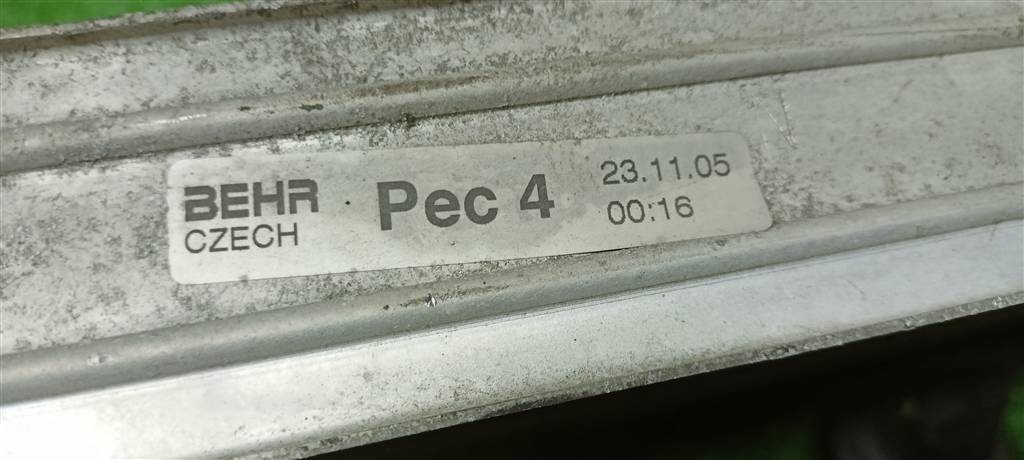 BEHR
CZECH
Pec 4
23.11.05
00:16